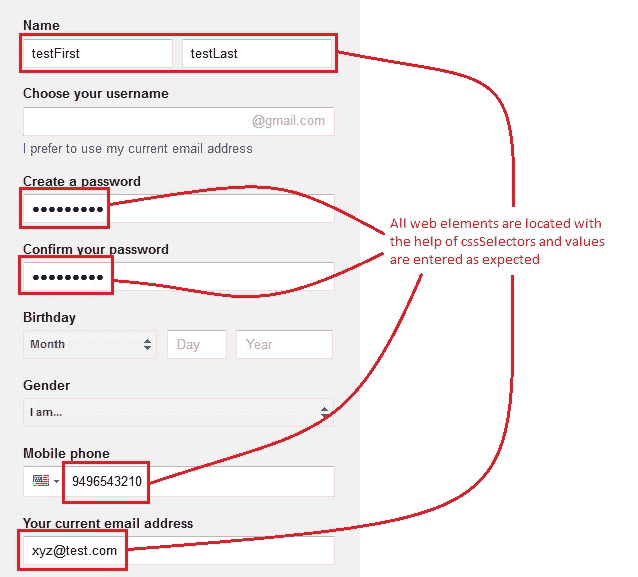 Name
testFirst testLast
Choose your username
@gmail.com
I prefer to use my current email address
Create a password
●●●●●●●●●
Confirm your password
●●●●●●●●●
Birthday
Month Day Year
Gender
I am...
Mobile phone
9496543210
Your current email address
xyz@test.com
All web elements are located with
the help of cssSelectors and values
are entered as expected